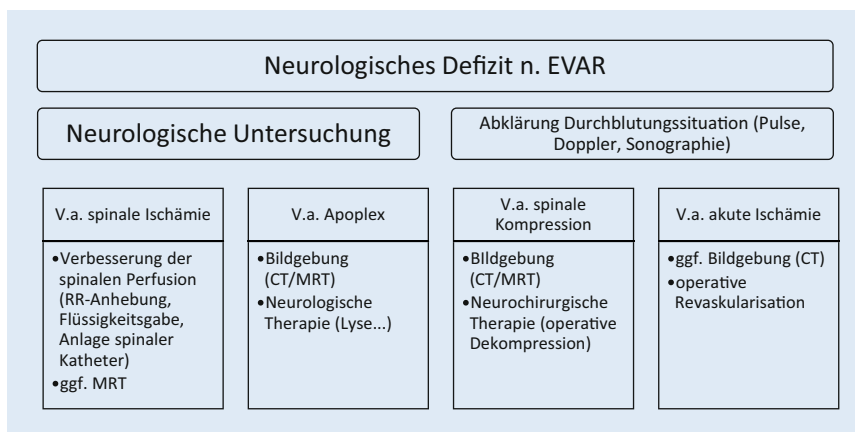 Neurologisches Defizit n. EVAR
Neurologische Untersuchung
Abklärung Durchblutungssituation (Pulse,
Doppler, Sonographie)
V.a. spinale Ischämie
•Verbesserung der
spinalen Perfusion
(RR-Anhebung,
Flüssigkeitsgabe,
Anlage spinaler
Katheter)
•ggf. MRT
V.a. Apoplex
•Bildgebung
(CT/MRT)
•Neurologische
Therapie (Lyse...)
V.a. spinale
Kompression
•BIldgebung
(CT/MRT)
•Neurochirurgische
Therapie (operative
Dekompression)
V.a. akute Ischämie
•ggf. Bildgebung (CT)
•operative
Revaskularisation